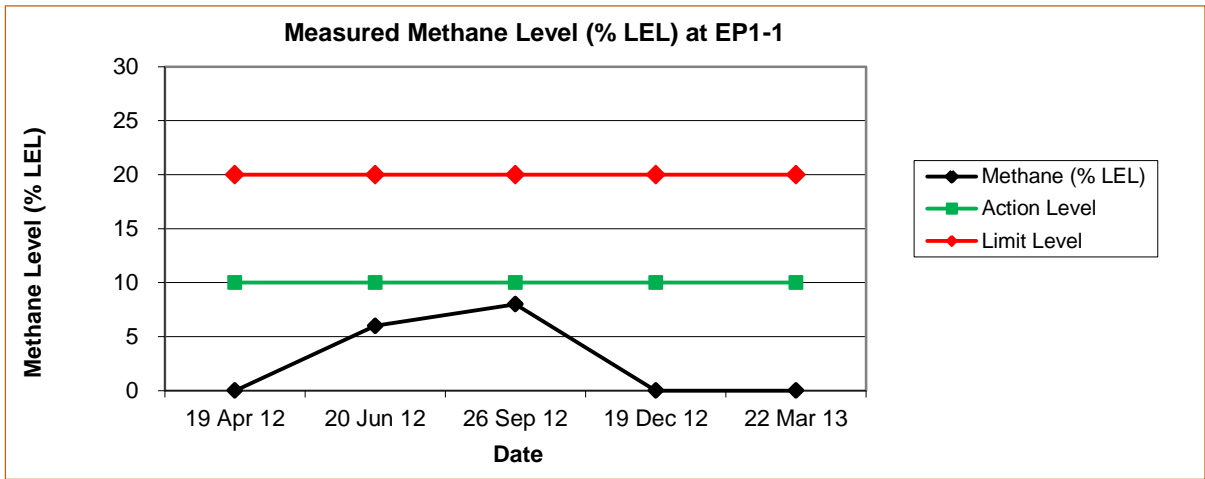 Measured Methane Level (% LEL) at EP1-1
Methane Level (% LEL)
30
25
20
15
10
5
0
19 Apr 12 20 Jun 12 26 Sep 12 19 Dec 12 22 Mar 13
Date
Methane (% LEL)
Action Level
Limit Level